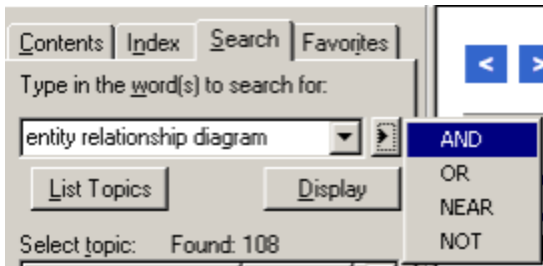 Contents Index Search Favorites
Type in the word(s) to search for:
< >
entity relationship diagram
AND
OR
NEAR
NOT
List Topics Display
Select topic: Found: 108